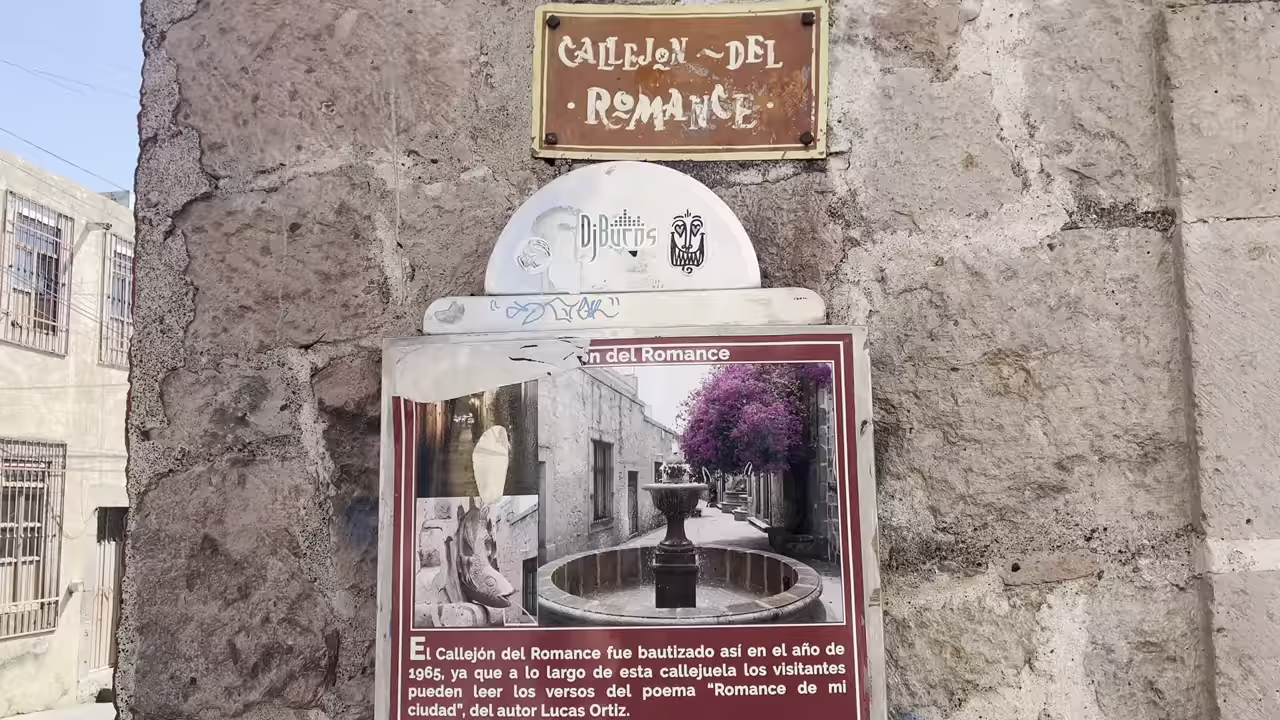 CALLEJON ~ DEL
· ROMANCE ·
DjBurns
ón del Romance
El Callejón del Romance fue bautizado así en el año de
1965, ya que a lo largo de esta callejuela los visitantes
pueden leer los versos del poema “Romance de mi
ciudad”, del autor Lucas Ortiz.